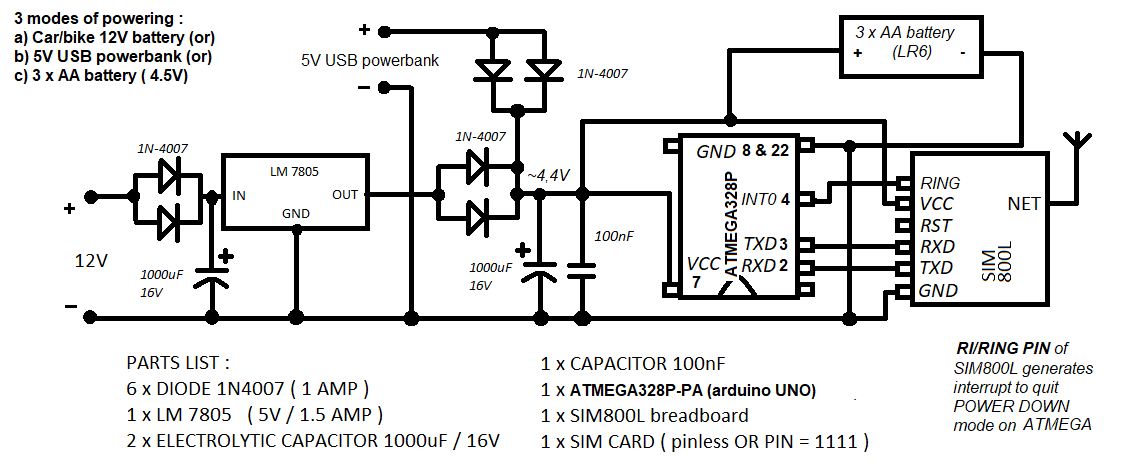 3 modes of powering :
a) Car/bike 12V battery (or)
b) 5V USB powerbank (or)
c) 3 x AA battery ( 4.5V)
+
5V USB powerbank
−
1N-4007
3 x AA battery
+ (LR6) -
1N-4007
1N-4007
LM 7805
IN
OUT
GND
+
12V
−
+
1000uF
16V
~4,4V
+
1000uF
16V
100nF
GND 8 & 22
ATMEGA328P
INT0 4
TXD 3
RXD 2
VCC
7
RING
VCC
RST
RXD
TXD
GND
NET
SIM
800L
PARTS LIST :
6 x DIODE 1N4007 ( 1 AMP )
1 x LM 7805 ( 5V / 1.5 AMP )
2 x ELECTROLYTIC CAPACITOR 1000uF / 16V
1 x CAPACITOR 100nF
1 x ATMEGA328P-PA (arduino UNO)
1 x SIM800L breadboard
1 x SIM CARD ( pinless OR PIN = 1111 )
RI/RING PIN of
SIM800L generates
interrupt to quit
POWER DOWN
mode on ATMEGA